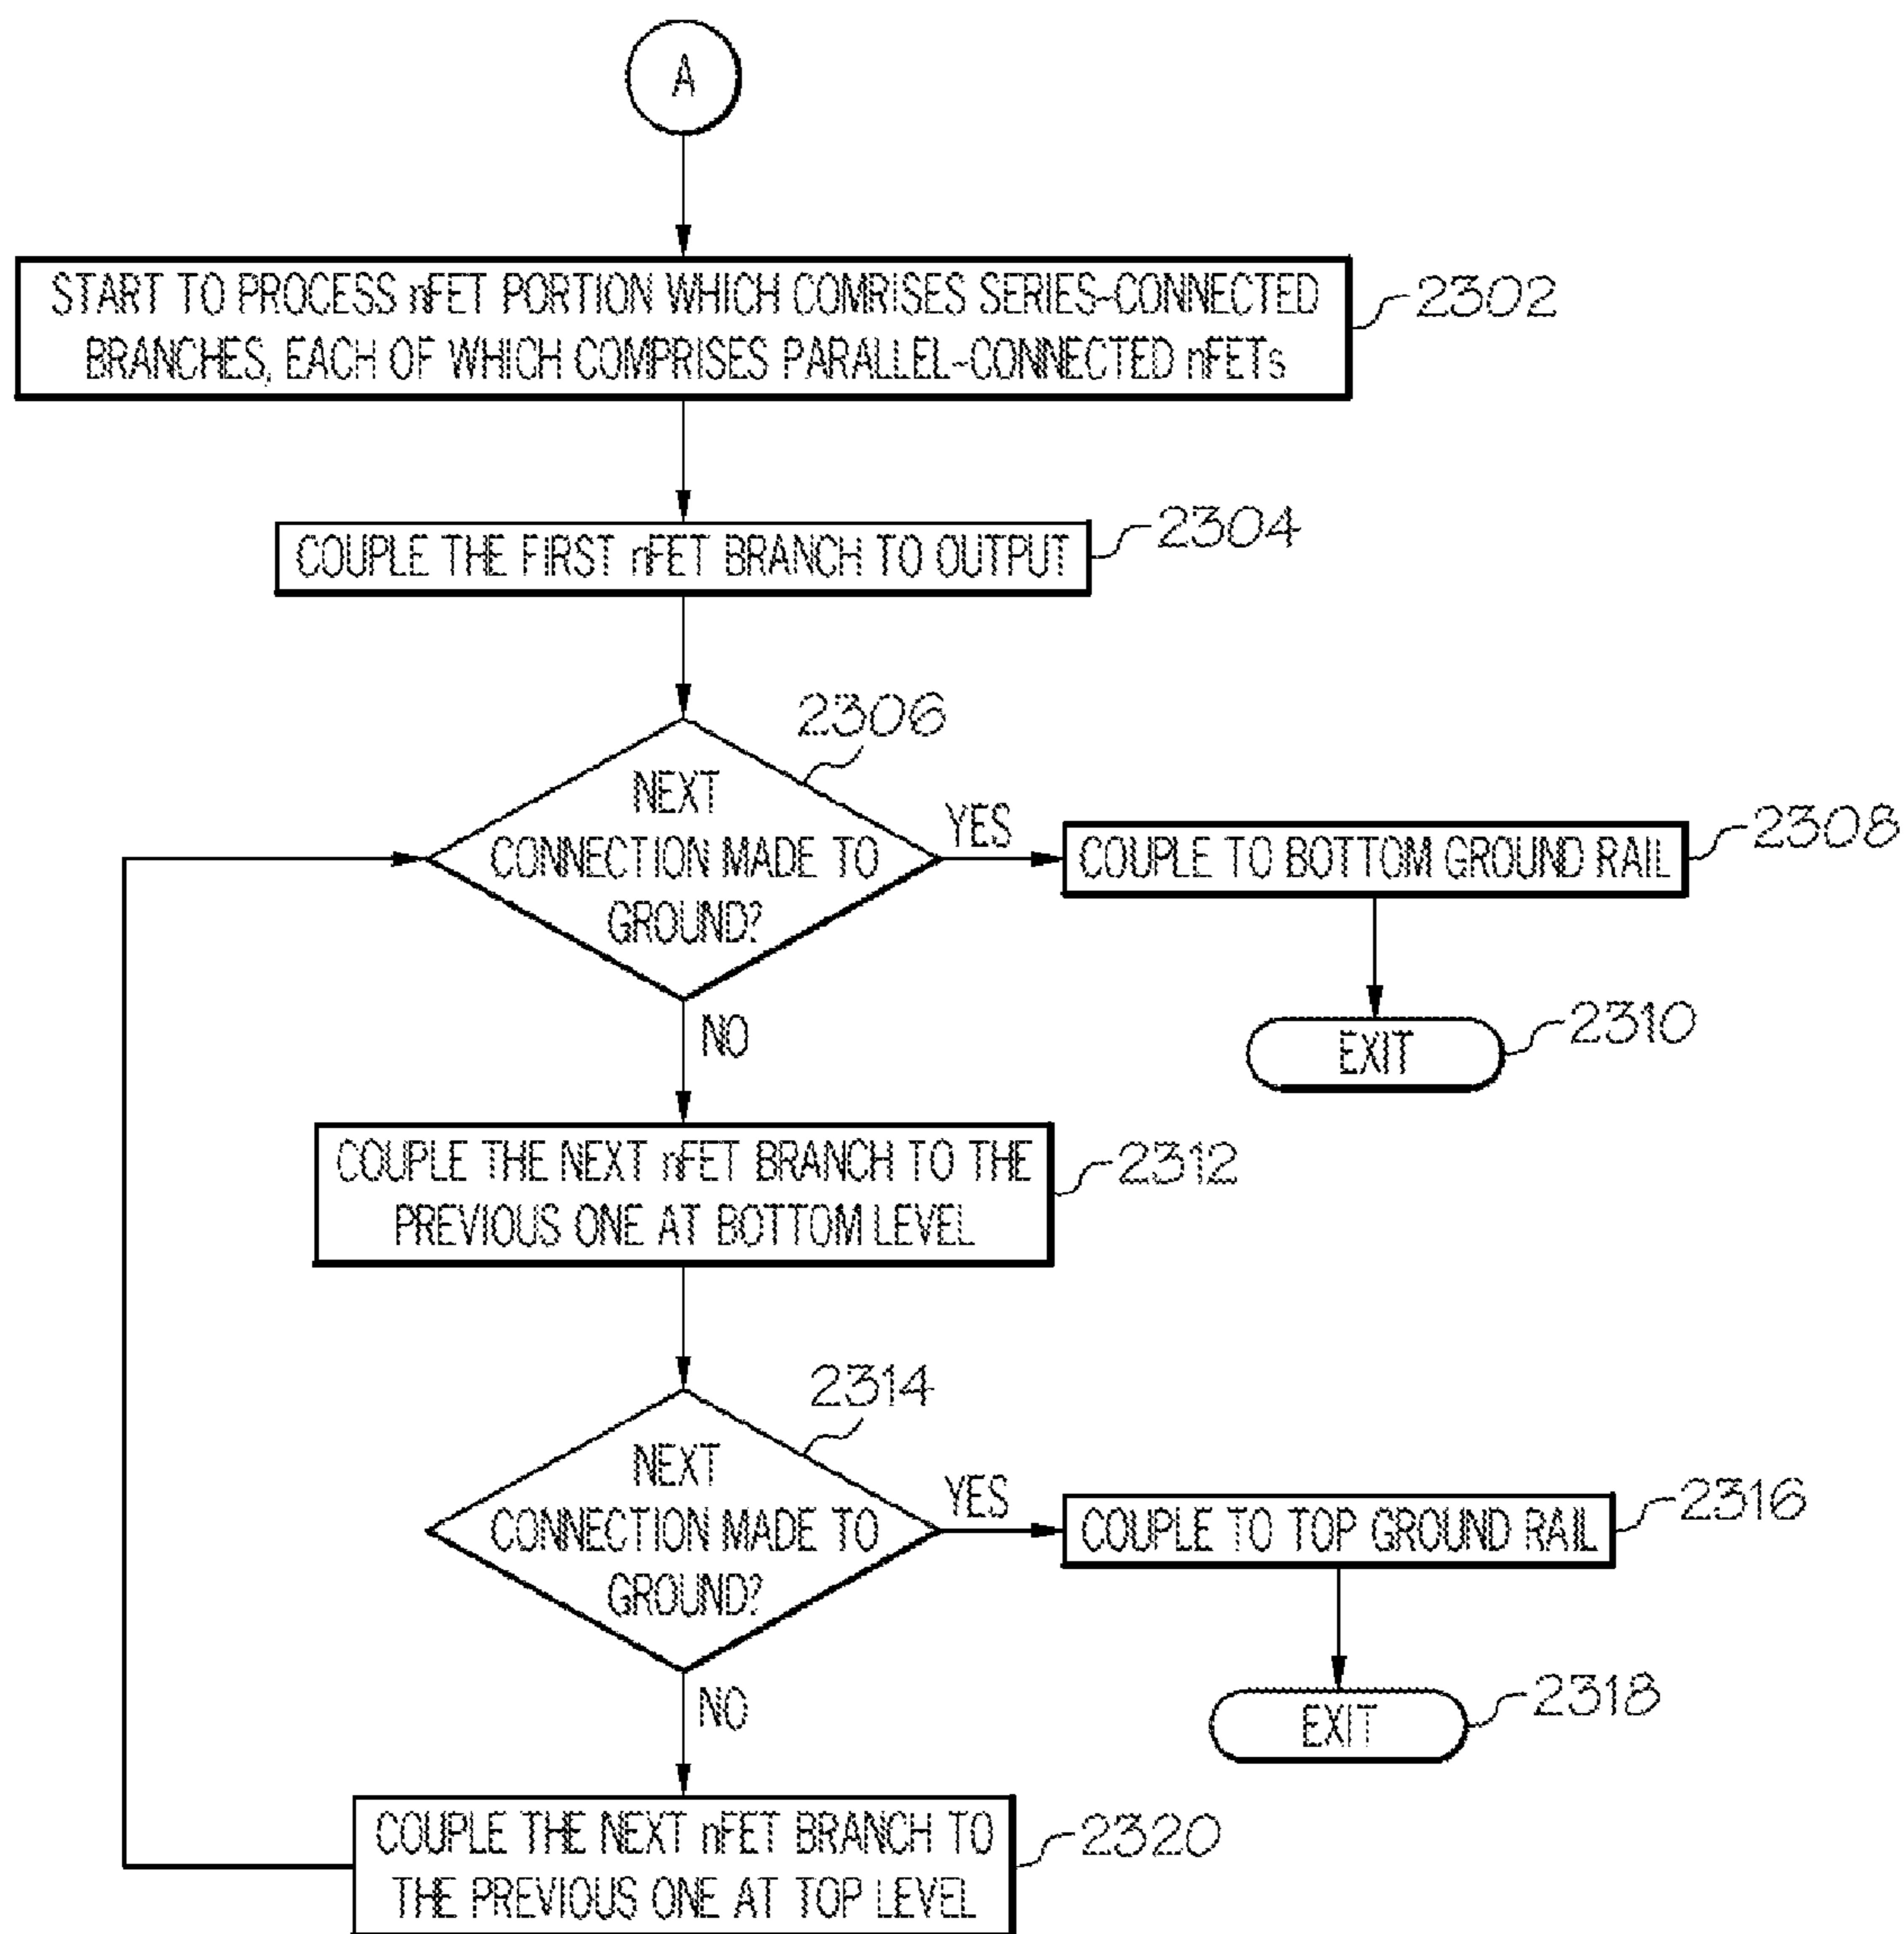 A
START TO PROCESS nFET PORTION WHICH COMRISES SERIES-CONNECTED
BRANCHES, EACH OF WHICH COMPRISES PARALLEL-CONNECTED nFETs
2302
COUPLE THE FIRST nFET BRANCH TO OUTPUT
2304
2306
NEXT
CONNECTION MADE TO
GROUND?
YES
COUPLE TO BOTTOM GROUND RAIL
2308
EXIT
2310
NO
COUPLE THE NEXT nFET BRANCH TO THE
PREVIOUS ONE AT BOTTOM LEVEL
2312
2314
NEXT
CONNECTION MADE TO
GROUND?
YES
COUPLE TO TOP GROUND RAIL
2316
EXIT
2318
NO
COUPLE THE NEXT nFET BRANCH TO
THE PREVIOUS ONE AT TOP LEVEL
2320